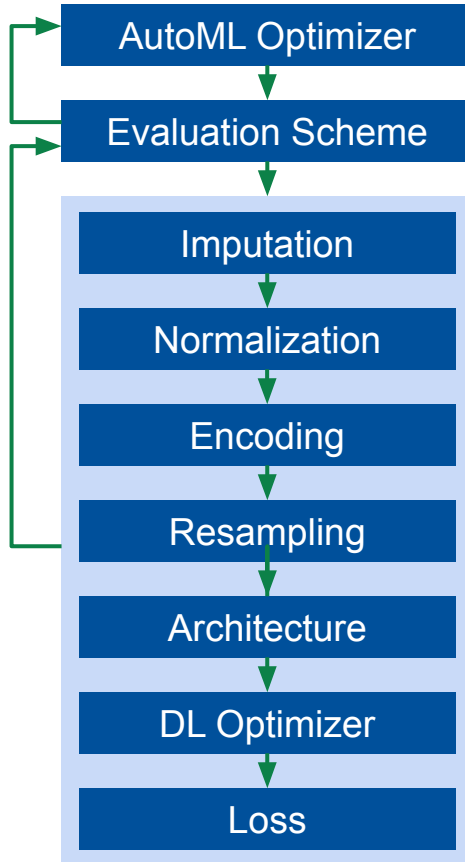 AutoML Optimizer
Evaluation Scheme
Imputation
Normalization
Encoding
Resampling
Architecture
DL Optimizer
Loss